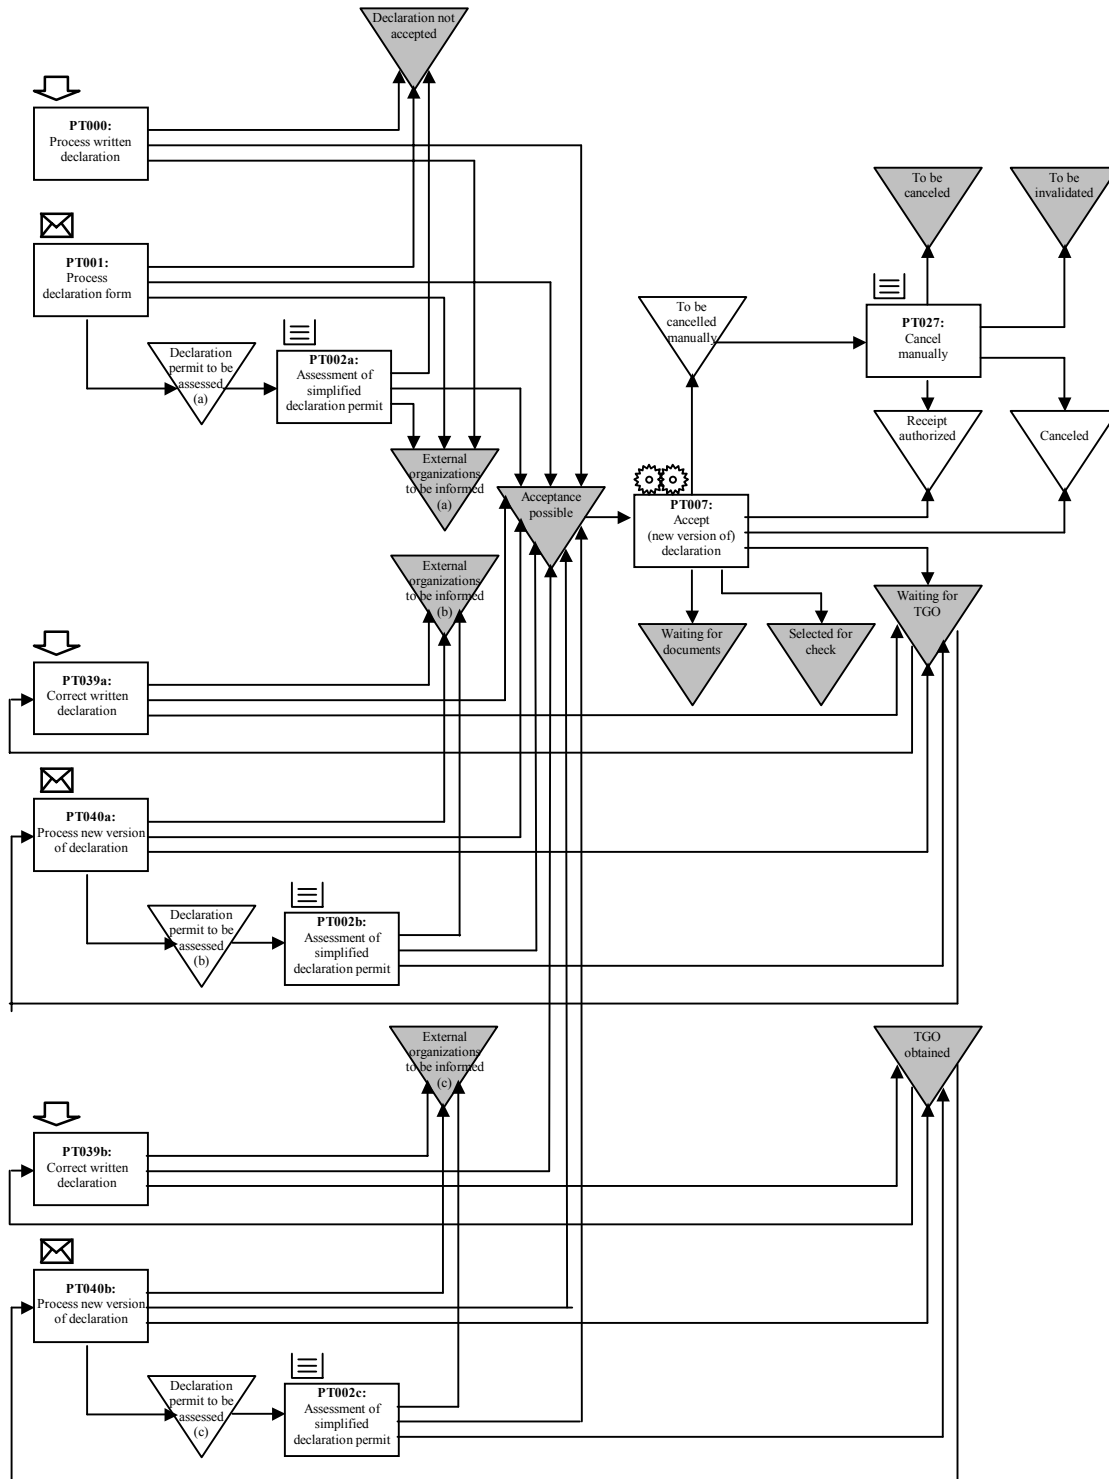 Declaration not
accepted
PT000:
Process written
declaration
To be
canceled
To be
invalidated
PT001:
Process
declaration form
To be
cancelled
manually
PT027:
Cancel
manually
Declaration
permit to be
assessed
(a)
PT002a:
Assessment of
simplified
declaration permit
Receipt
authorized
Canceled
External
organizations
to be informed
(a)
Acceptance
possible
PT007:
Accept
(new version of)
declaration
External
organizations
to be informed
(b)
Waiting for
TGO
Waiting for
documents
Selected for
check
PT039a:
Correct written
declaration
PT040a:
Process new version
of declaration
Declaration
permit to be
assessed
(b)
PT002b:
Assessment of
simplified
declaration permit
External
organizations
to be informed
(c)
TGO
obtained
PT039b:
Correct written
declaration
PT040b:
Process new version
of declaration
Declaration
permit to be
assessed
(c)
PT002c:
Assessment of
simplified
declaration permit